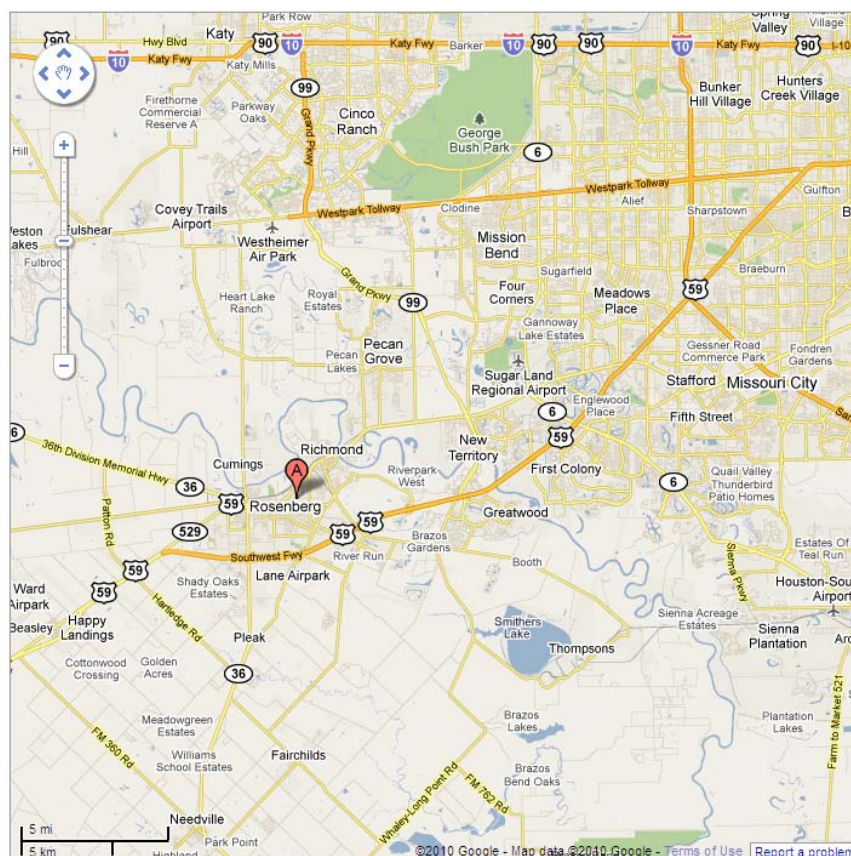 Park Row
Katy
Hwy Blvd
90
10
Katy Fwy
Barker
10
90
90
10
Katy Fwy
90
I-10
Spring
Valley
Hilshire
Village
Katy Fwy
Katy Mills
10
99
Firethorne
Commercial
Reserve A
Parkway
Oaks
Grand Pkwy
Cinco
Ranch
George
Bush Park
Bunker
Hill Village
Hunters
Creek Village
6
Hill
Covey Trails
Airport
Westpark Tollway
Clodine
Westpark Tollway
Alief
Sharpstown
Gulfton
Weston
Lakes
Fulshear
Westheimer
Air Park
Mission
Bend
Sugarfield
Braeburn
Grand Pkwy
Heart Lake
Ranch
Royal
Estates
99
Four
Corners
Meadows
Place
59
Gannoway
Lake Estates
Pecan
Grove
Pecan
Lakes
Gessner Road
Commerce Park
Fondren
Gardens
Sugar Land
Regional Airport
Stafford
Missouri City
Englewood
Place
6
Fifth Street
6
36th Division Memorial Hwy
Cumings
Richmond
New
Territory
59
First Colony
A
Riverpark
West
Quail Valley
Thunderbird
Patio Homes
36
59
Rosenberg
6
Greatwood
Patton Rd
529
59
59
Brazos
Gardens
River Run
Southwest Fwy
Booth
Sienna Pkwy
Estates Of
Teal Run
Lane Airpark
59
Shady Oaks
Estates
Ward
Airpark
59
Houston-Sou
Airport
Beasley
Happy
Landings
Hartledge Rd
Smithers
Lake
Sienna Acreage
Estates
Sienna
Plantation
Pleak
Thompsons
Cottonwood
Crossing
Golden
Acres
36
Farm to Market 521
FM 360 Rd
Meadowgreen
Estates
Brazos
Lakes
Plantation
Lakes
Williams
School Estates
Fairchilds
Whaley-Long Point Rd
FM 762 Rd
Brazos
Bend Oaks
Needville
Park Point
5 mi
5 km
©2010 Google - Map data ©2010 Google - Terms of Use
Report a problem